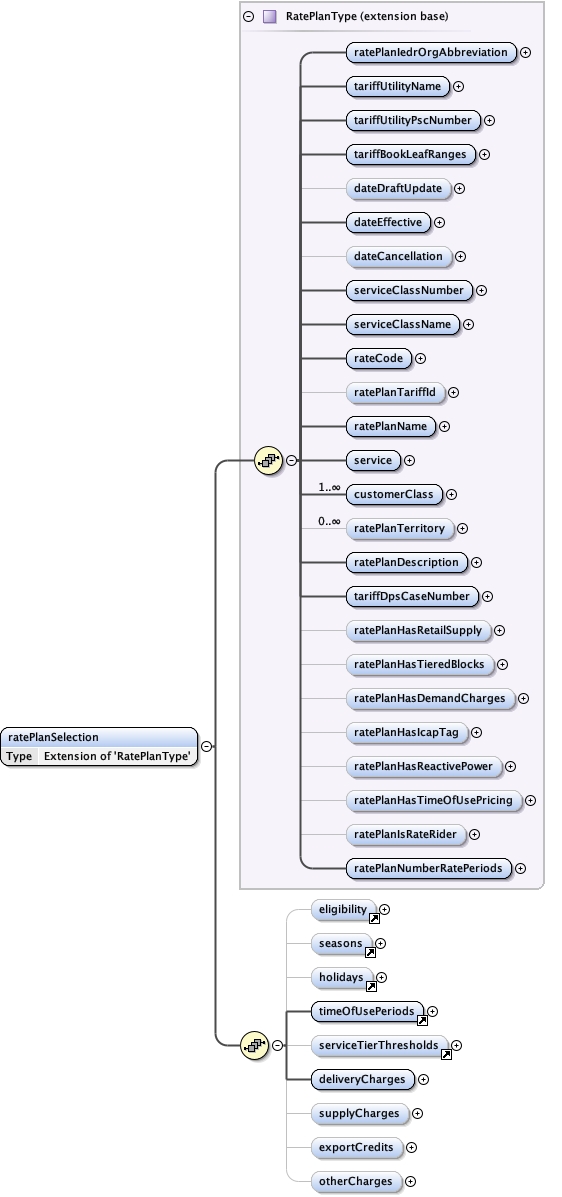 RatePlanType (extension base)
ratePlanIedrOrgAbbreviation
tariffUtilityName
tariffUtilityPscNumber
tariffBookLeafRanges
dateDraftUpdate
dateEffective
dateCancellation
serviceClassNumber
serviceClassName
rateCode
ratePlanTariffId
ratePlanName
service
1..∞ customerClass
0..∞ ratePlanTerritory
ratePlanDescription
tariffDpsCaseNumber
ratePlanHasRetailSupply
ratePlanHasTieredBlocks
ratePlanHasDemandCharges
ratePlanHasIcapTag
ratePlanHasReactivePower
ratePlanHasTimeOfUsePricing
ratePlanIsRateRider
ratePlanNumberRatePeriods
ratePlanSelection
Type Extension of 'RatePlanType'
eligibility
seasons
holidays
timeOfUsePeriods
serviceTierThresholds
deliveryCharges
supplyCharges
exportCredits
otherCharges